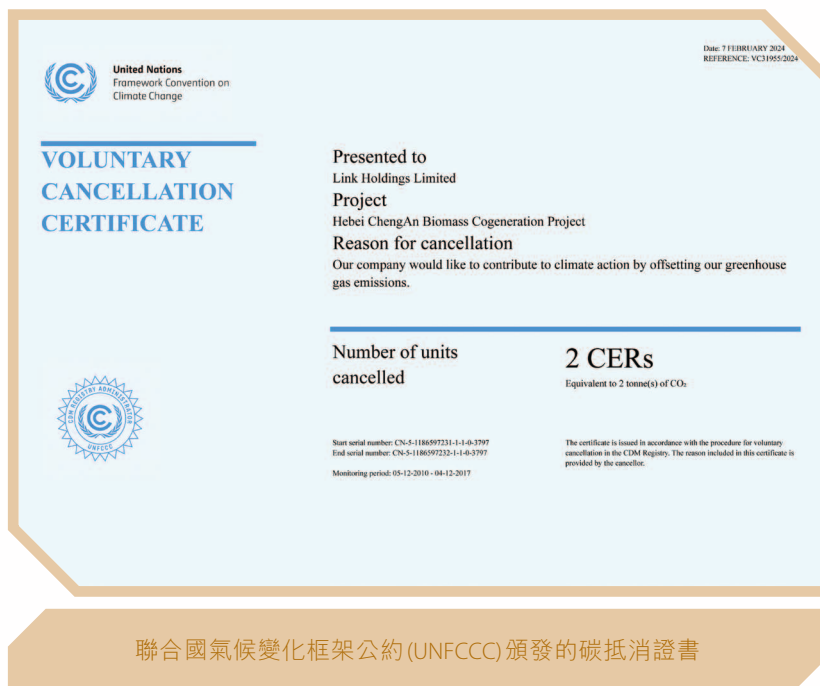 Date: 7 FEBRUARY 2024
REFERENCE: VC31955/2024
United Nations
Framework Convention on
Climate Change
VOLUNTARY
CANCELLATION
CERTIFICATE
Presented to
Link Holdings Limited
Project
Hebei ChengAn Biomass Cogeneration Project
Reason for cancellation
Our company would like to contribute to climate action by offsetting our greenhouse
gas emissions.
Number of units
cancelled
2 CERs
Equivalent to 2 tonne(s) of CO₂
CDM REGISTRY ADMINISTRATOR
UNFCCC
Start serial number: CN-5-1186597231-1-1-0-3797
End serial number: CN-5-1186597232-1-1-0-3797
Monitoring period: 05-12-2010 - 04-12-2017
The certificate is issued in accordance with the procedure for voluntary
cancellation in the CDM Registry. The reason included in this certificate is
provided by the cancellor.
聯合國氣候變化框架公約(UNFCCC)頒發的碳抵消證書